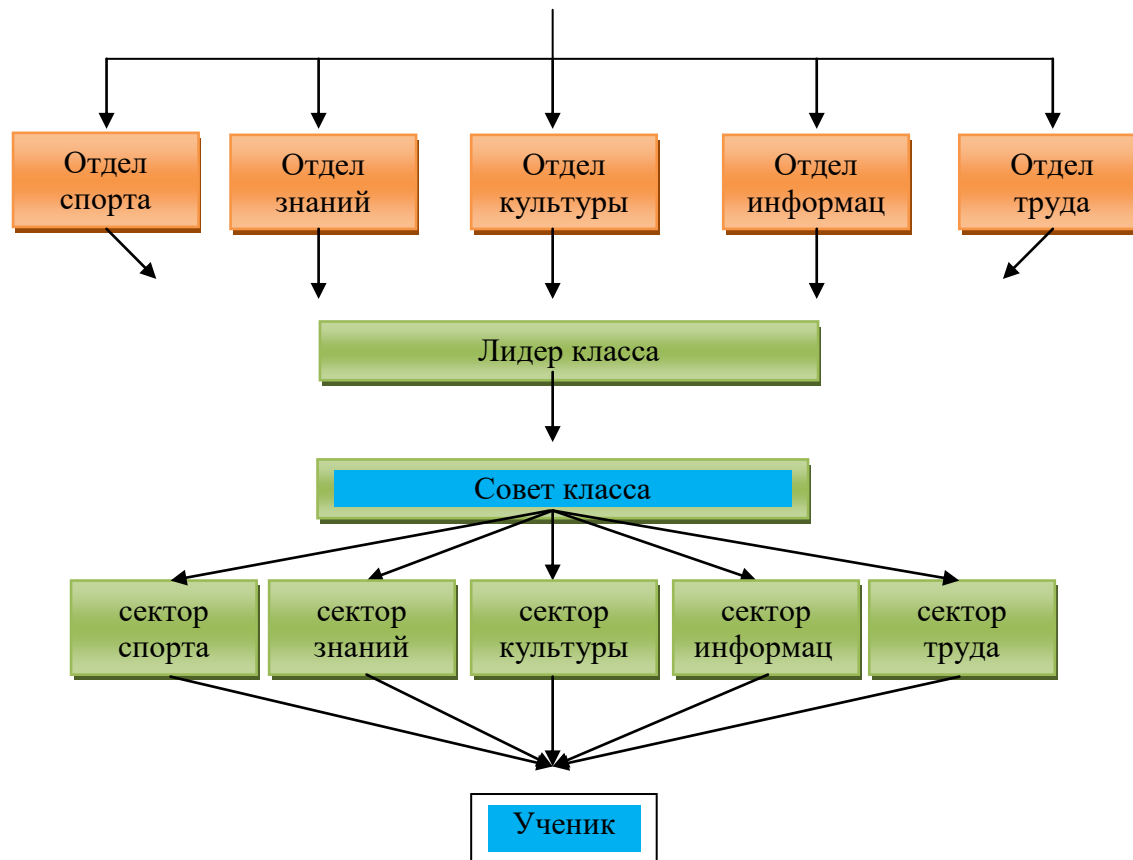 Отдел
спорта
Отдел
знаний
Отдел
культуры
Отдел
информац
Отдел
труда
Лидер класса
Совет класса
сектор
спорта
сектор
знаний
сектор
культуры
сектор
информац
сектор
труда
Ученик